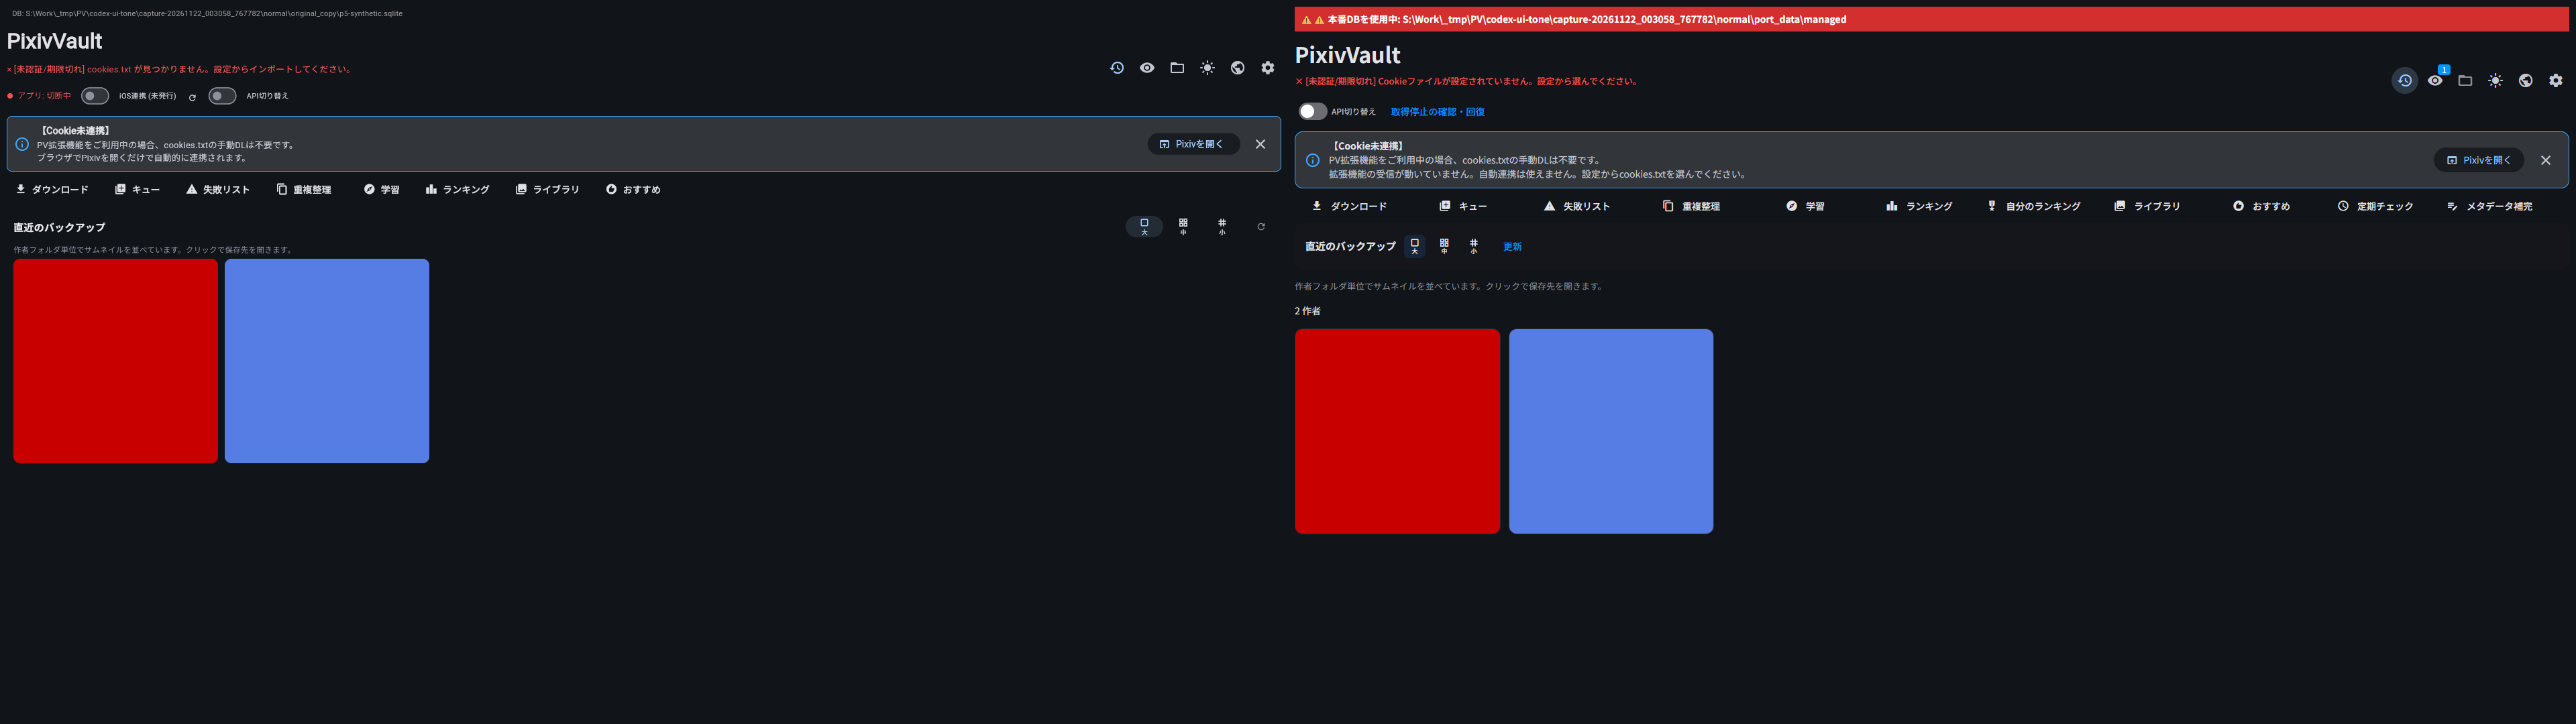 DB: S:\Work\_tmp\PV\codex-ui-tone\capture-20261122_003058_767782\normal\original_copy\p5-synthetic.sqlite
PixivVault
× [未認証/期限切れ] cookies.txt が見つかりません。設定からインポートしてください。
● アプリ: 切断中 iOS連携 (未発行) API切り替え
【Cookie未連携】
PV拡張機能をご利用中の場合、cookies.txtの手動DLは不要です。
ブラウザでPixivを開くだけで自動的に連携されます。
Pixivを開く
ダウンロード キュー 失敗リスト 重複整理 学習 ランキング ライブラリ おすすめ
直近のバックアップ
大 中 小
作者フォルダ単位でサムネイルを並べています。クリックで保存先を開きます。
⚠⚠ 本番DBを使用中: S:\Work\_tmp\PV\codex-ui-tone\capture-20261122_003058_767782\normal\port_data\managed
PixivVault
× [未認証/期限切れ] Cookieファイルが設定されていません。設定から選んでください。
1
API切り替え 取得停止の確認・回復
【Cookie未連携】
PV拡張機能をご利用中の場合、cookies.txtの手動DLは不要です。
拡張機能の受信が動いていません。自動連携は使えません。設定からcookies.txtを選んでください。
Pixivを開く
ダウンロード キュー 失敗リスト 重複整理 学習 ランキング 自分のランキング ライブラリ おすすめ 定期チェック メタデータ補完
直近のバックアップ 大 中 小 更新
作者フォルダ単位でサムネイルを並べています。クリックで保存先を開きます。
2 作者